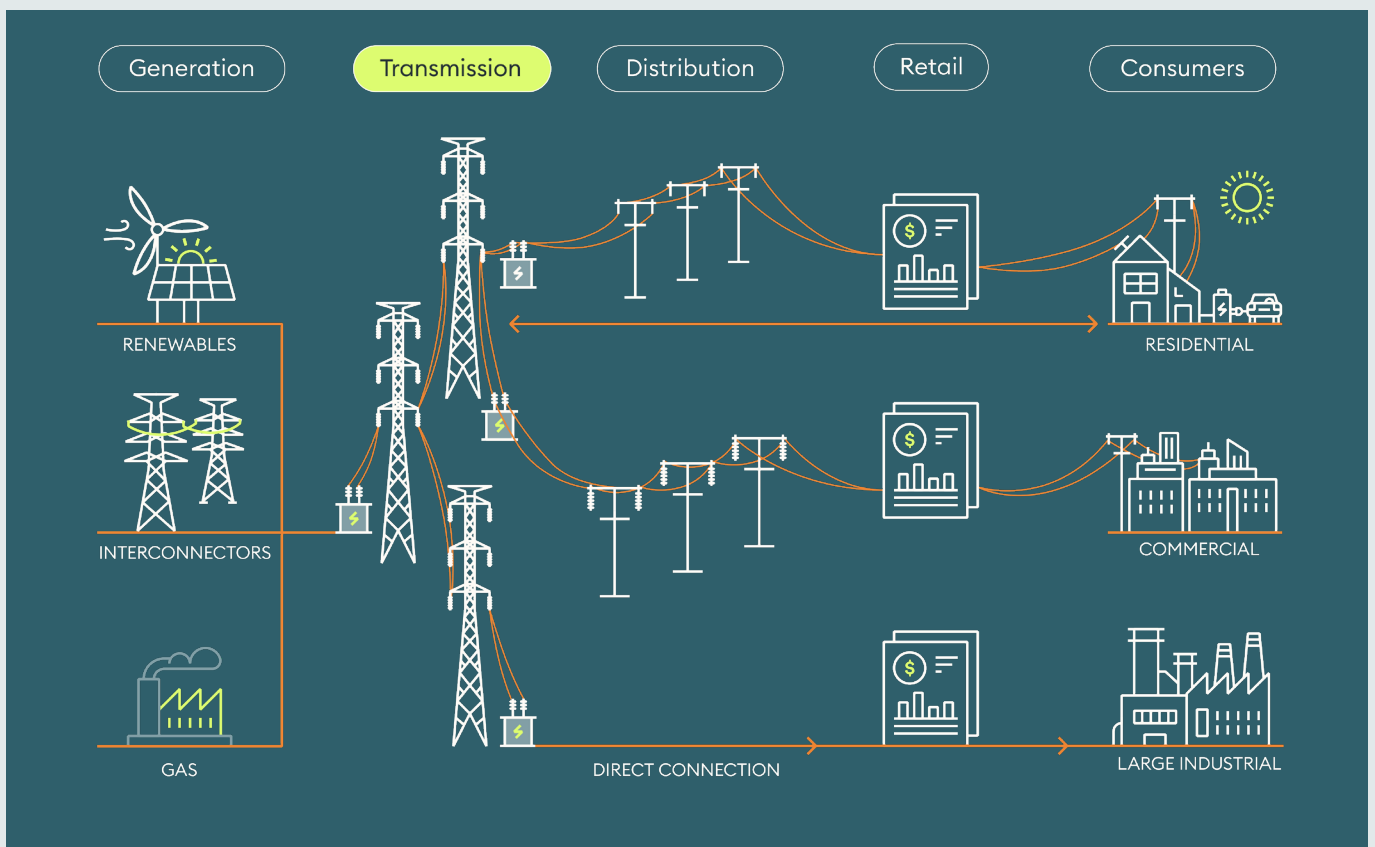 Generation
Transmission
Distribution
Retail
Consumers
$
RENEWABLES
RESIDENTIAL
$
INTERCONNECTORS
COMMERCIAL
$
GAS
DIRECT CONNECTION
LARGE INDUSTRIAL